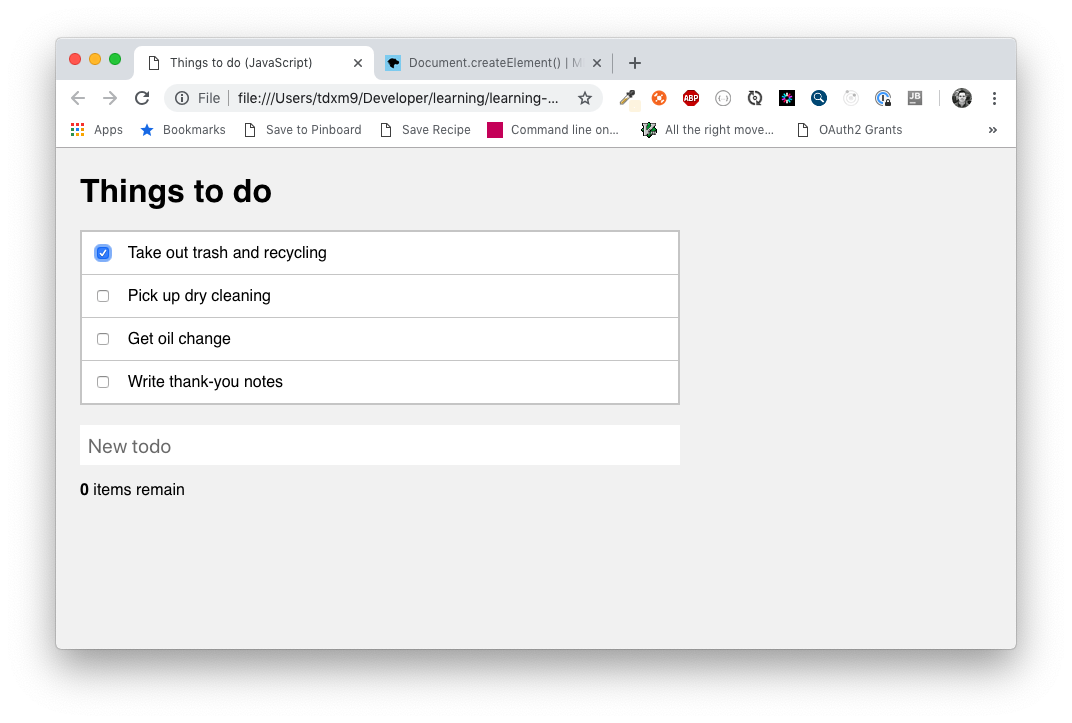 Things to do (JavaScript)
Document.createElement() | M
File
file:///Users/tdxm9/Developer/learning/learning-...
ABP
JB
Apps
Bookmarks
Save to Pinboard
Save Recipe
Command line on...
All the right move...
OAuth2 Grants
»
Things to do
Take out trash and recycling
Pick up dry cleaning
Get oil change
Write thank-you notes
New todo
0 items remain